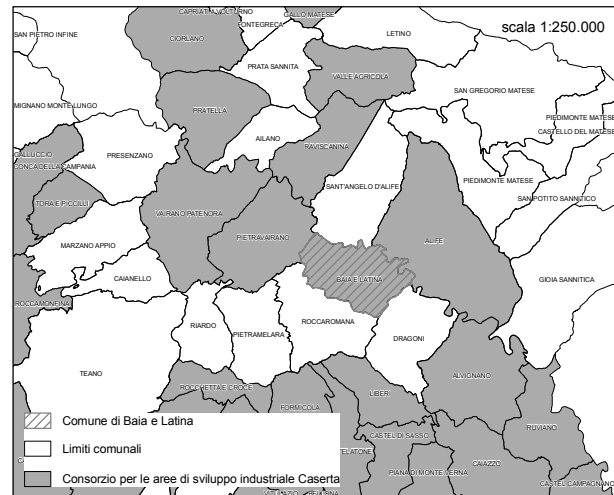 CAPRIATI A VOLTURNO
GALLO MATESE
scala 1:250.000
FONTEGRECA
LETINO
SAN PIETRO INFINE
CIORLANO
PRATA SANNITA
VALLE AGRICOLA
SAN GREGORIO MATESE
MIGNANO MONTE LUNGO
PRATELLA
PIEDIMONTE MATESE
CASTELLO DEL MATESE
AILANO
RAVISCANINA
GALLUCCIO
PRESENZANO
CONCA DELLA CAMPANIA
PIEDIMONTE MATESE
SANT'ANGELO D'ALIFE
SAN POTITO SANNITICO
TORA E PICCILLI
VAIRANO PATENORA
PIETRAVAIRANO
ALIFE
MARZANO APPIO
CAIANELLO
BAIA E LATINA
GIOIA SANNITICA
ROCCAMONFINA
RIARDO
PIETRAMELARA
ROCCAROMANA
DRAGONI
TEANO
ALVIGNANO
ROCCHETTA E CROCE
LIBERI
FORMICOLA
RUVIANO
Comune di Baia e Latina
CASTEL DI SASSO
Limiti comunali
CAIAZZO
PIANA DI MONTE VERNA
Consorzio per le aree di sviluppo industriale Caserta
CASTEL CAMPAGNANO